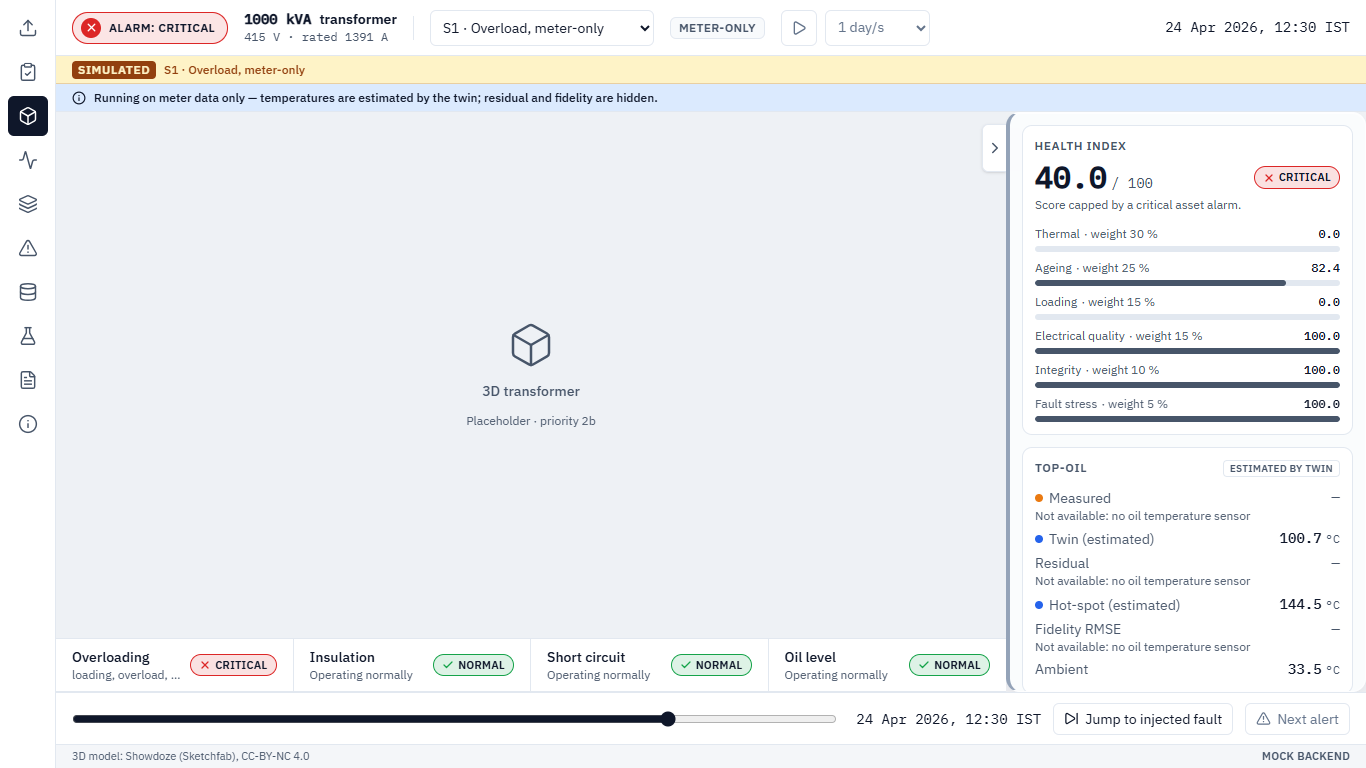 ALARM: CRITICAL
1000 kVA transformer
415 V · rated 1391 A
S1 · Overload, meter-only
METER-ONLY
1 day/s
24 Apr 2026, 12:30 IST
SIMULATED S1 · Overload, meter-only
Running on meter data only — temperatures are estimated by the twin; residual and fidelity are hidden.
3D transformer
Placeholder · priority 2b
HEALTH INDEX
40.0 / 100
CRITICAL
Score capped by a critical asset alarm.
Thermal · weight 30 % 0.0
Ageing · weight 25 % 82.4
Loading · weight 15 % 0.0
Electrical quality · weight 15 % 100.0
Integrity · weight 10 % 100.0
Fault stress · weight 5 % 100.0
TOP-OIL ESTIMATED BY TWIN
Measured —
Not available: no oil temperature sensor
Twin (estimated) 100.7 °C
Residual —
Not available: no oil temperature sensor
Hot-spot (estimated) 144.5 °C
Fidelity RMSE —
Not available: no oil temperature sensor
Ambient 33.5 °C
Overloading
loading, overload, ...
CRITICAL
Insulation
Operating normally
NORMAL
Short circuit
Operating normally
NORMAL
Oil level
Operating normally
NORMAL
24 Apr 2026, 12:30 IST
Jump to injected fault
Next alert
3D model: Showdoze (Sketchfab), CC-BY-NC 4.0
MOCK BACKEND